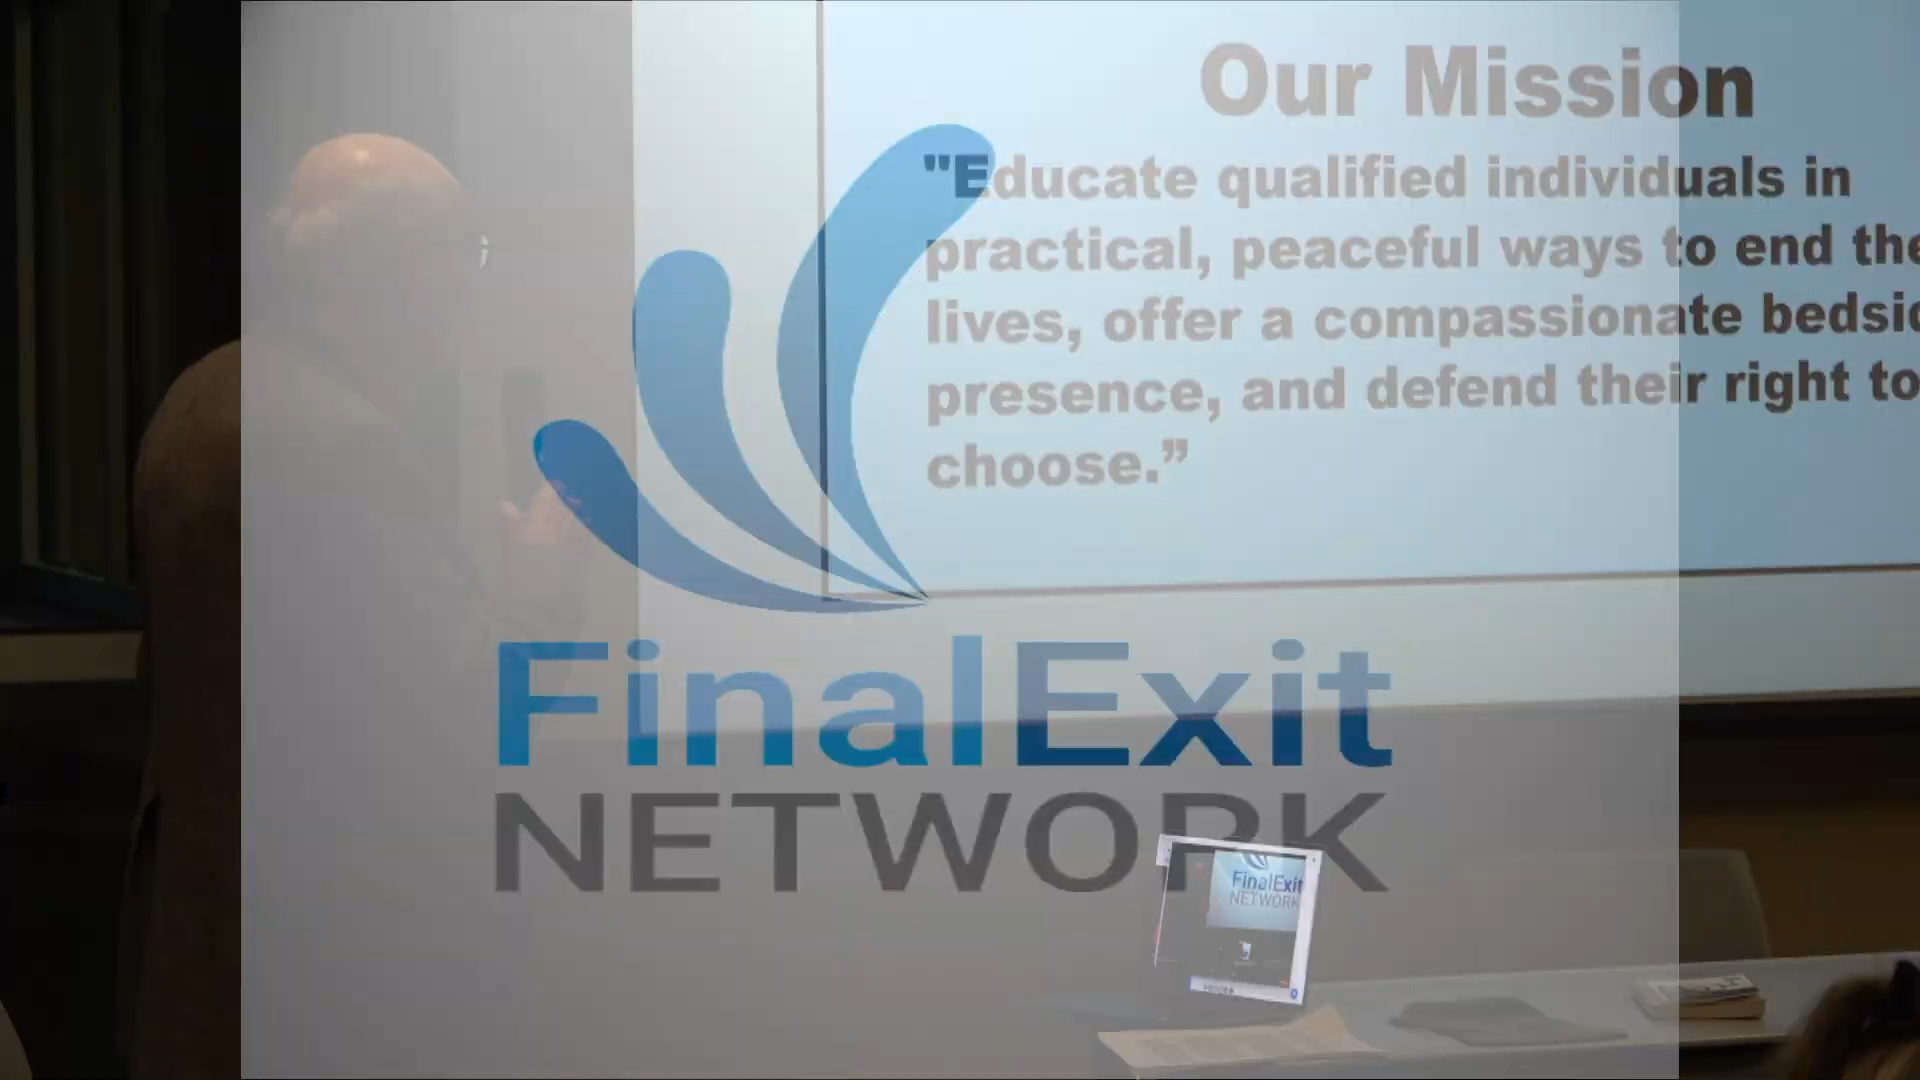 Our Mission
"Educate qualified individuals in
practical, peaceful ways to end the
lives, offer a compassionate bedsid
presence, and defend their right to
choose.”
FinalExit
NETWORK
FinalExit
NETWORK